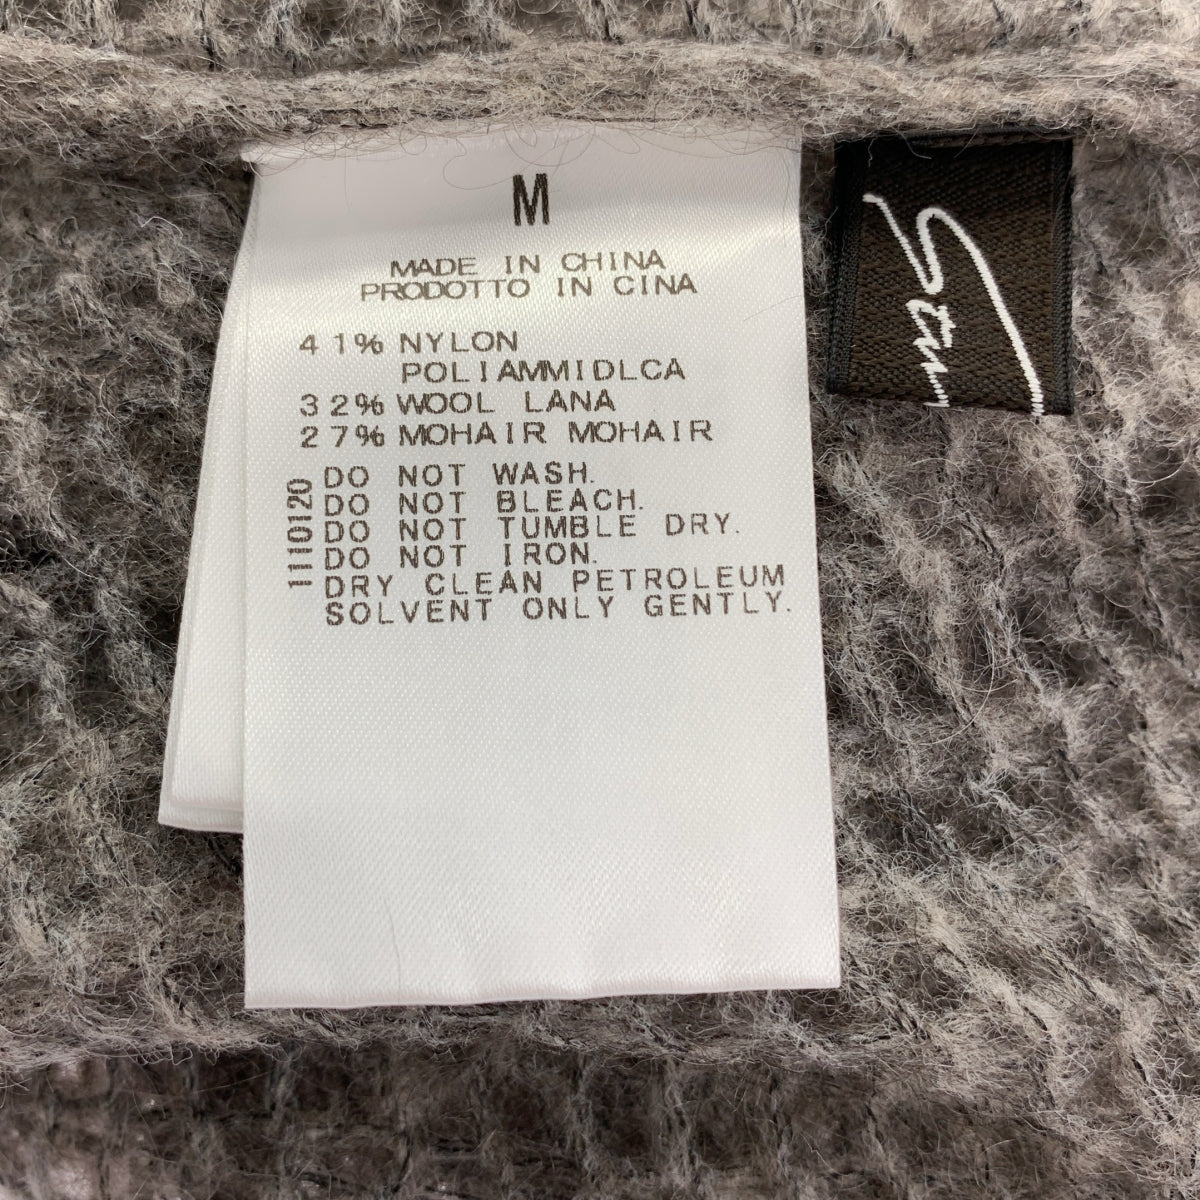 M
MADE IN CHINA
PRODOTTO IN CINA
41% NYLON
POLIAMMIDLCA
32% WOOL LANA
27% MOHAIR MOHAIR
1110120
DO NOT WASH.
DO NOT BLEACH.
DO NOT TUMBLE DRY.
DO NOT IRON.
DRY CLEAN PETROLEUM
SOLVENT ONLY GENTLY.